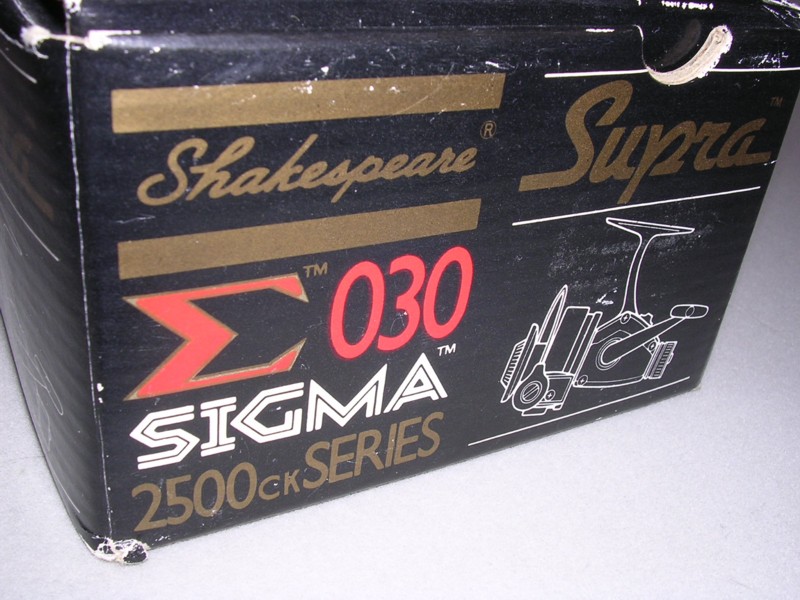 Shakespeare®
Supra™
Σ™ 030
SIGMA™
2500CK SERIES